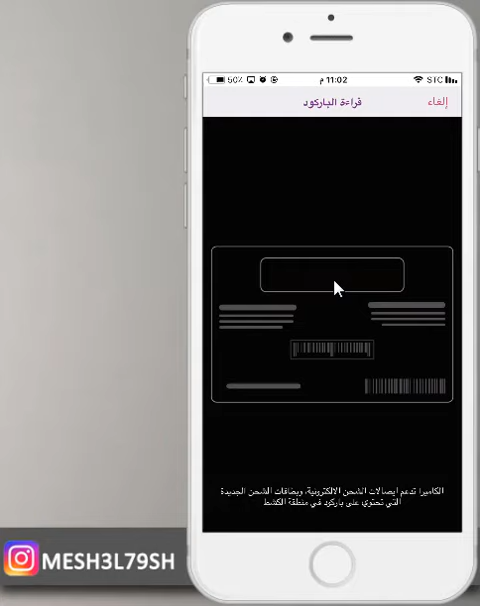 50٪ م 11:02 STC
قراءة الباركود
إلغاء
الكاميرا تدعم ايصالات الشحن الالكترونية، وبطاقات الشحن الجديدة
التي تحتوي على باركود في منطقة الكشط
MESH3L79SH